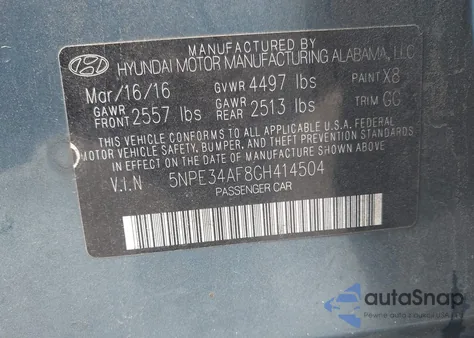 MANUFACTURED BY
HYUNDAI MOTOR MANUFACTURING ALABAMA, LLC
Mar/16/16 GVWR 4497 lbs PAINT X8
GAWR FRONT 2557 lbs GAWR REAR 2513 lbs TRIM GC
THIS VEHICLE CONFORMS TO ALL APPLICABLE FEDERAL
MOTOR VEHICLE SAFETY, BUMPER, AND THEFT PREVENTION STANDARDS
IN EFFECT ON THE DATE OF MANUFACTURE SHOWN ABOVE.
V.I.N 5NPE34AF8GH414504
PASSENGER CAR
autoSnap
Pewne auta z